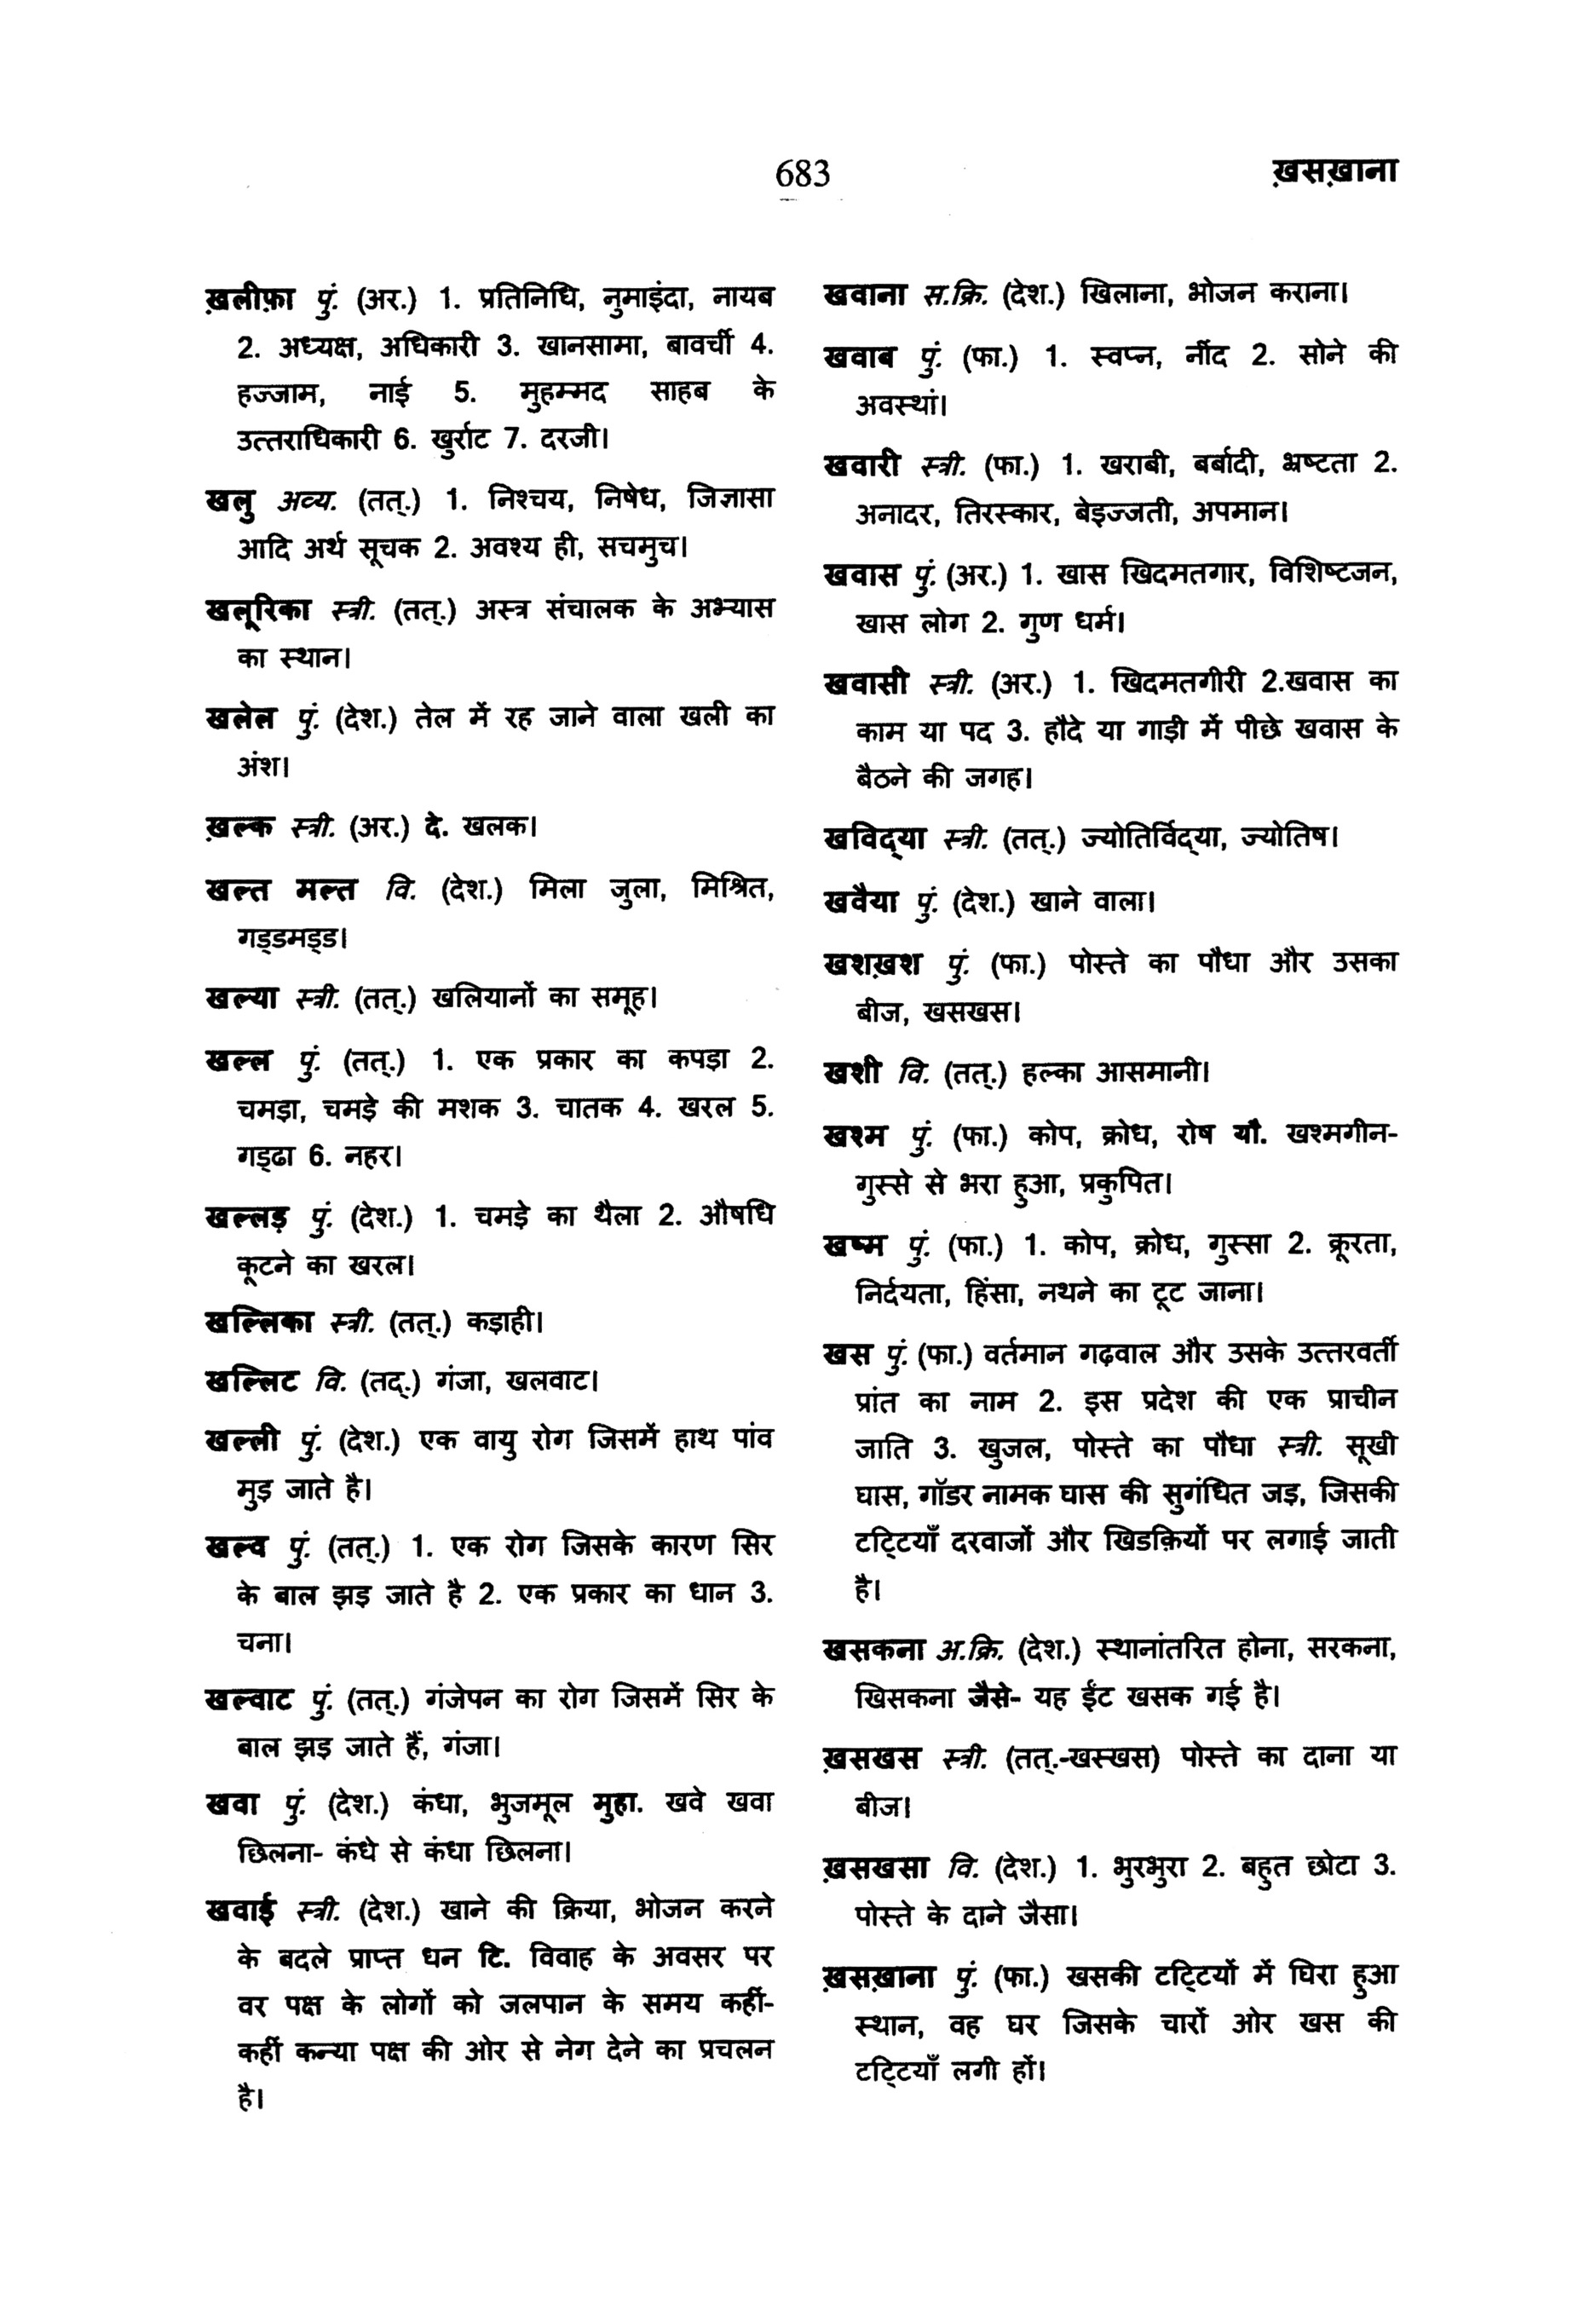 683
ख़सख़ाना
ख़लीफ़ा पुं. (अर.) 1. प्रतिनिधि, नुमाइंदा, नायब
2. अध्यक्ष, अधिकारी 3. खानसामा, बावर्ची 4.
हज्जाम, नाई 5. मुहम्मद साहब के
उत्तराधिकारी 6. खुर्राट 7. दरजी।
खलु अव्य. (तत्.) 1. निश्चय, निषेध, जिज्ञासा
आदि अर्थ सूचक 2. अवश्य ही, सचमुच।
खलूरिका स्त्री. (तत्.) अस्त्र संचालक के अभ्यास
का स्थान।
खलेल पुं. (देश.) तेल में रह जाने वाला खली का
अंश।
ख़ल्क स्त्री. (अर.) दे. खलक।
खल्त मल्त वि. (देश.) मिला जुला, मिश्रित,
गड्डमड्ड।
खल्या स्त्री. (तत्.) खलियानों का समूह।
खल्ल पुं. (तत्.) 1. एक प्रकार का कपड़ा 2.
चमड़ा, चमड़े की मशक 3. चातक 4. खरल 5.
गड्ढा 6. नहर।
खल्लड़ पुं. (देश.) 1. चमड़े का थैला 2. औषधि
कूटने का खरल।
खल्लिका स्त्री. (तत्.) कड़ाही।
खल्लिट वि. (तद्.) गंजा, खलवाट।
खल्ली पुं. (देश.) एक वायु रोग जिसमें हाथ पांव
मुड़ जाते है।
खल्व पुं. (तत्.) 1. एक रोग जिसके कारण सिर
के बाल झड़ जाते है 2. एक प्रकार का धान 3.
चना।
खल्वाट पुं. (तत्.) गंजेपन का रोग जिसमें सिर के
बाल झड़ जाते हैं, गंजा।
खवा पुं. (देश.) कंधा, भुजमूल मुहा. खवे खवा
छिलना- कंधे से कंधा छिलना।
खवाई स्त्री. (देश.) खाने की क्रिया, भोजन करने
के बदले प्राप्त धन टि. विवाह के अवसर पर
वर पक्ष के लोगों को जलपान के समय कहीं-
कहीं कन्या पक्ष की ओर से नेग देने का प्रचलन
है।
खवाना स.क्रि. (देश.) खिलाना, भोजन कराना।
खवाब पुं. (फा.) 1. स्वप्न, नींद 2. सोने की
अवस्थां।
खवारी स्त्री. (फा.) 1. खराबी, बर्बादी, भ्रष्टता 2.
अनादर, तिरस्कार, बेइज्जती, अपमान।
खवास पुं. (अर.) 1. खास खिदमतगार, विशिष्टजन,
खास लोग 2. गुण धर्म।
खवासी स्त्री. (अर.) 1. खिदमतगीरी 2.खवास का
काम या पद 3. हौदे या गाड़ी में पीछे खवास के
बैठने की जगह।
खविद्‌या स्त्री. (तत्.) ज्योतिर्विद्‌या, ज्योतिष।
खवैया पुं. (देश.) खाने वाला।
खशख़श पुं. (फा.) पोस्ते का पौधा और उसका
बीज, खसखस।
खशी वि. (तत्.) हल्का आसमानी।
खश्म पुं. (फा.) कोप, क्रोध, रोष यौ. खश्मगीन-
गुस्से से भरा हुआ, प्रकुपित।
खष्म पुं. (फा.) 1. कोप, क्रोध, गुस्सा 2. क्रूरता,
निर्दयता, हिंसा, नथने का टूट जाना।
खस पुं. (फा.) वर्तमान गढ़वाल और उसके उत्तरवर्ती
प्रांत का नाम 2. इस प्रदेश की एक प्राचीन
जाति 3. खुजल, पोस्ते का पौधा स्त्री. सूखी
घास, गॉडर नामक घास की सुगंधित जड़, जिसकी
टट्टियाँ दरवाजों और खिडक़ियों पर लगाई जाती
है।
खसकना अ.क्रि. (देश.) स्थानांतरित होना, सरकना,
खिसकना जैसे- यह ईंट खसक गई है।
ख़सखस स्त्री. (तत्.-खस्खस) पोस्ते का दाना या
बीज।
ख़सखसा वि. (देश.) 1. भुरभुरा 2. बहुत छोटा 3.
पोस्ते के दाने जैसा।
ख़सख़ाना पुं. (फा.) खसकी टट्टियों में घिरा हुआ
स्थान, वह घर जिसके चारों ओर खस की
टट्टियाँ लगी हों।